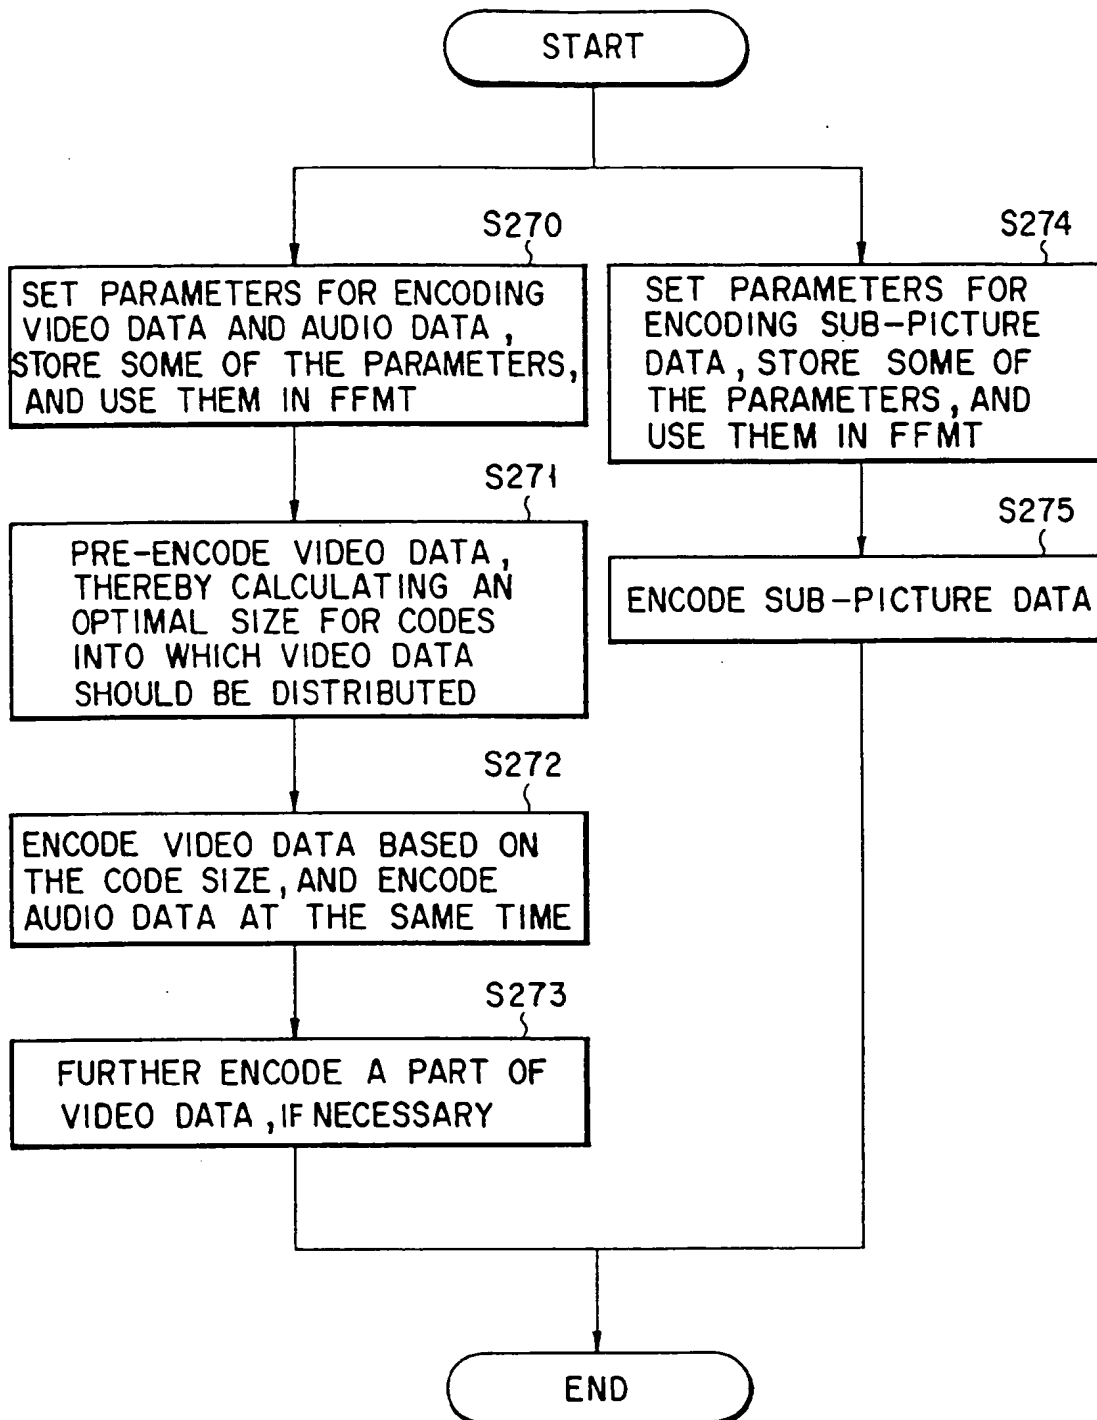 START
S270
SET PARAMETERS FOR ENCODING
VIDEO DATA AND AUDIO DATA,
STORE SOME OF THE PARAMETERS,
AND USE THEM IN FFMT
S271
PRE-ENCODE VIDEO DATA,
THEREBY CALCULATING AN
OPTIMAL SIZE FOR CODES
INTO WHICH VIDEO DATA
SHOULD BE DISTRIBUTED
S272
ENCODE VIDEO DATA BASED ON
THE CODE SIZE, AND ENCODE
AUDIO DATA AT THE SAME TIME
S273
FURTHER ENCODE A PART OF
VIDEO DATA, IF NECESSARY
S274
SET PARAMETERS FOR
ENCODING SUB-PICTURE
DATA, STORE SOME OF
THE PARAMETERS, AND
USE THEM IN FFMT
S275
ENCODE SUB-PICTURE DATA
END